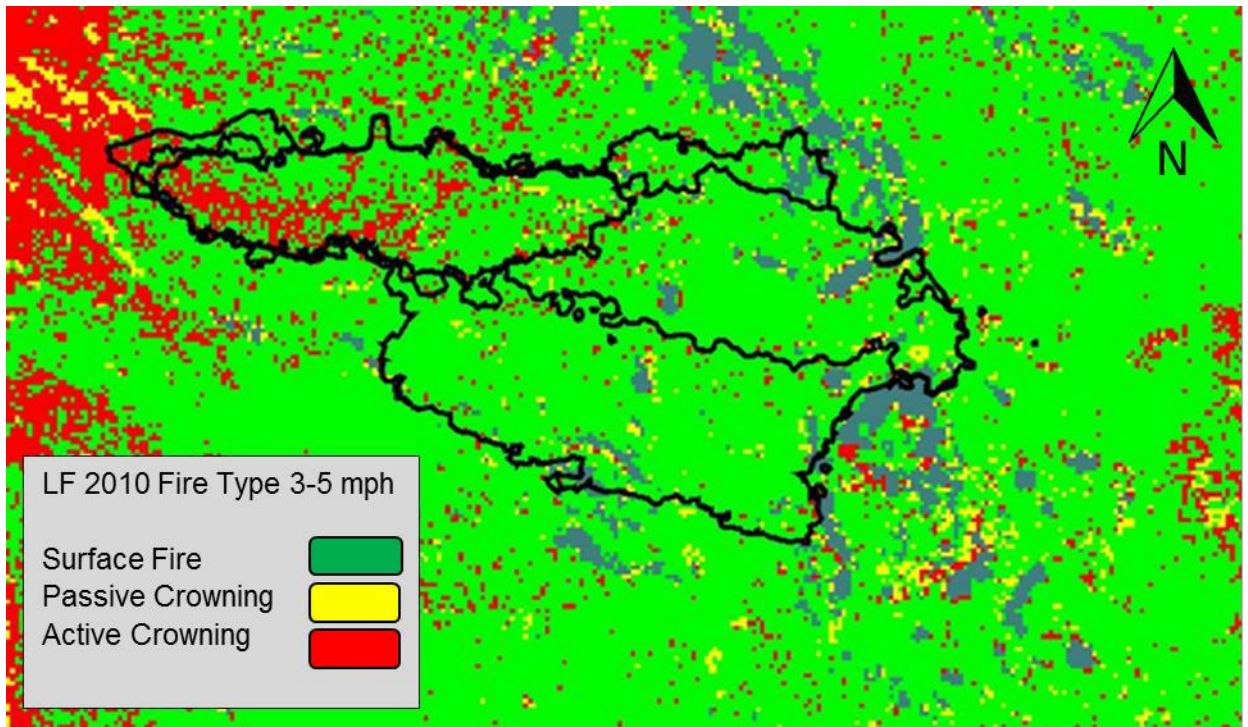 N
LF 2010 Fire Type 3-5 mph
Surface Fire
Passive Crowning
Active Crowning